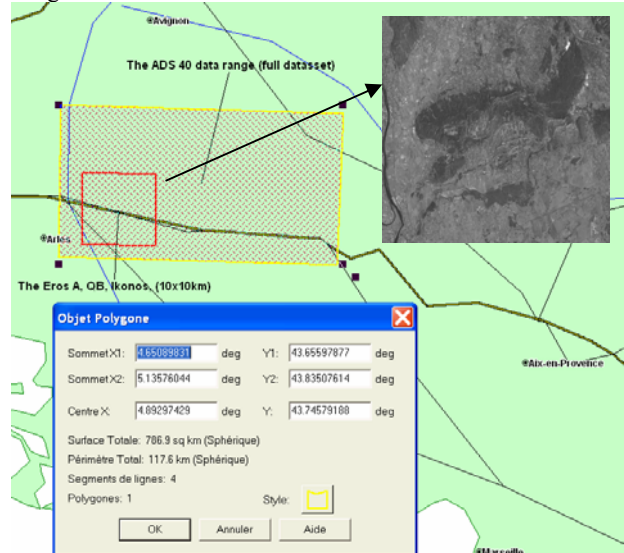 Avignon
The ADS 40 data range (full datasset)
Arles
The Eros A, QB, Ikonos, (10x10km)
Objet Polygone
Sommet X1: 4.65089831 deg Y1: 43.65597877 deg
Sommet X2: 5.13576044 deg Y2: 43.83507614 deg
Centre X: 4.89297429 deg Y: 43.74579188 deg
Surface Totale: 786.9 sq km (Sphérique)
Périmètre Total: 117.6 km (Sphérique)
Segments de lignes: 4
Polygones: 1 Style:
OK Annuler Aide
Aix-en-Provence
Marseille